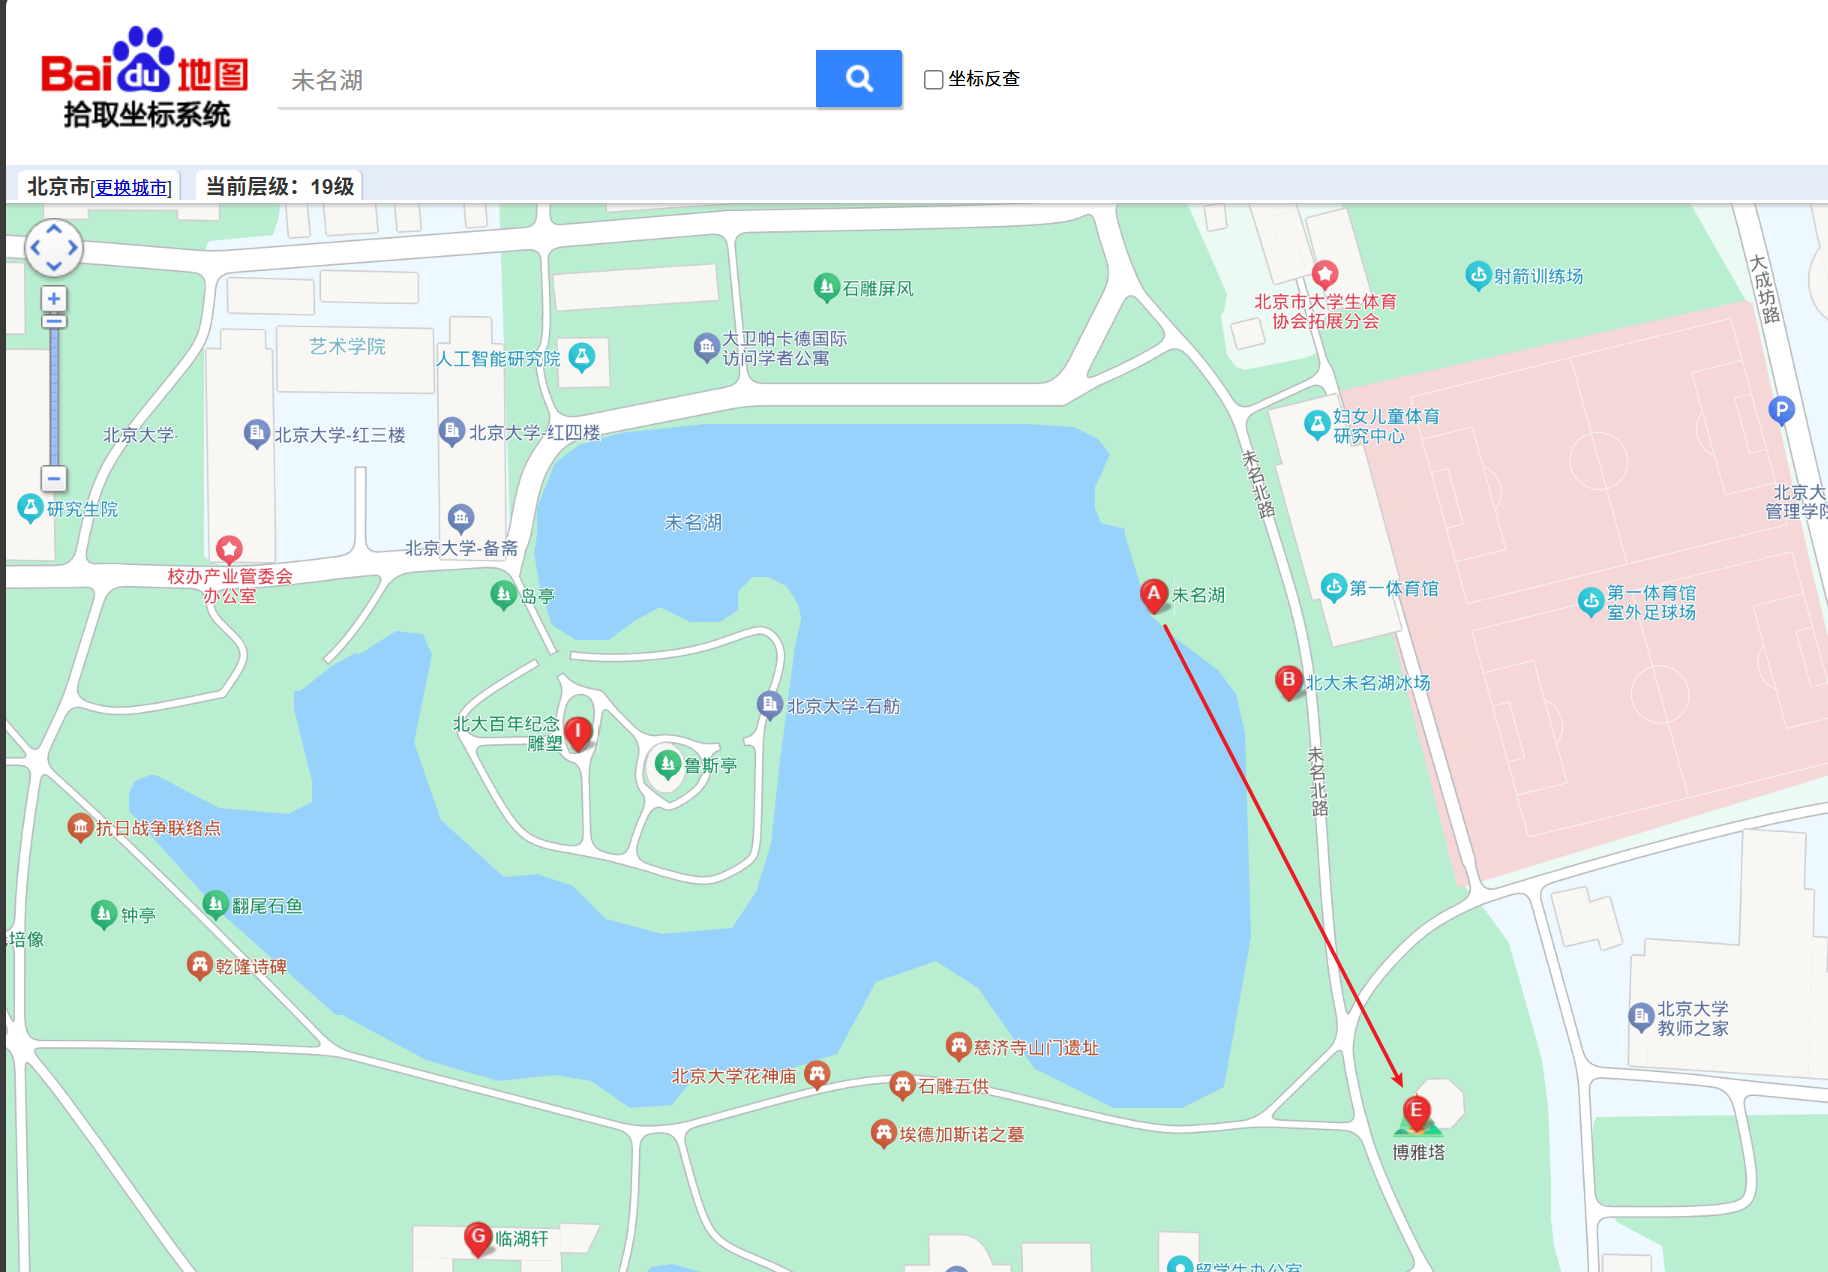 Bai du 地图
拾取坐标系统
未名湖
坐标反查
北京市[更换城市]
当前层级：19级
石雕屏风
大卫帕卡德国际
访问学者公寓
艺术学院
人工智能研究院
北京大学
北京大学-红三楼
北京大学-红四楼
研究生院
北京大学-备斋
校办产业管委会
办公室
岛亭
未名湖
北京市大学生体育
协会拓展分会
射箭训练场
大成坊路
P
妇女儿童体育
研究中心
未名北路
北京大
管理学院
第一体育馆
第一体育馆
室外足球场
A
未名湖
B
北大未名湖冰场
未名北路
北京大学-石舫
北大百年纪念
雕塑
I
鲁斯亭
抗日战争联络点
钟亭
翻尾石鱼
培像
乾隆诗碑
北京大学
教师之家
慈济寺山门遗址
北京大学花神庙
石雕五供
埃德加斯诺之墓
E
博雅塔
G
临湖轩
留学生办公室